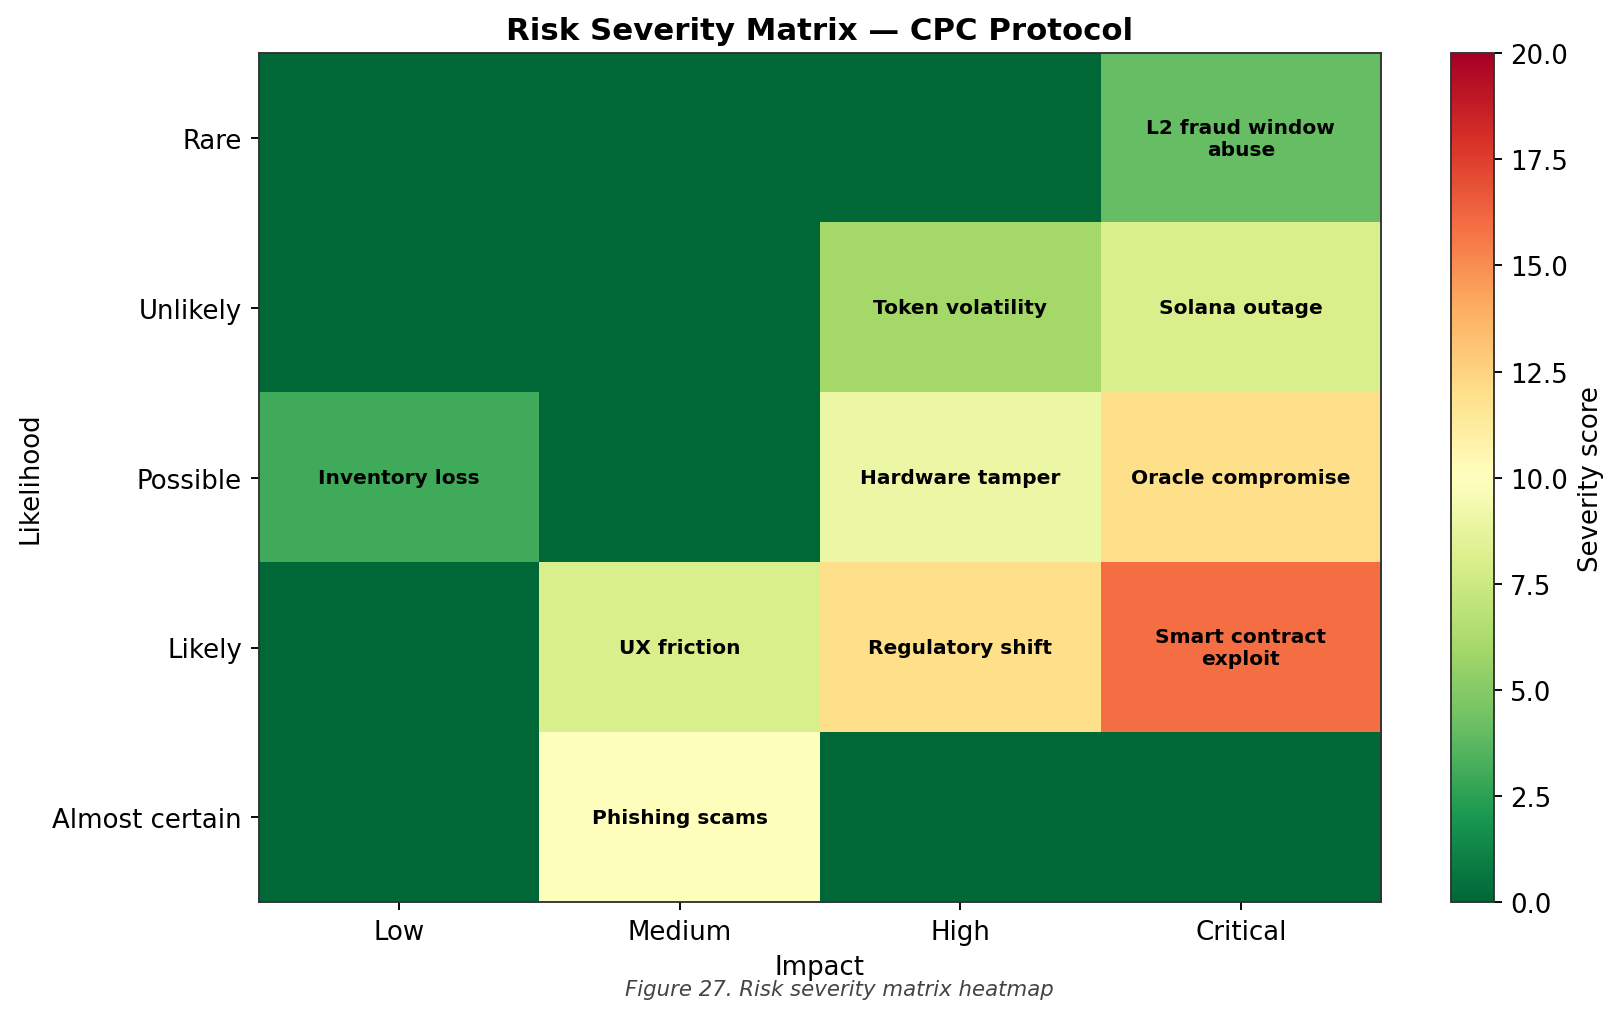 Risk Severity Matrix — CPC Protocol
Likelihood
Rare
L2 fraud window
abuse
Unlikely
Token volatility
Solana outage
Possible
Inventory loss
Hardware tamper
Oracle compromise
Likely
UX friction
Regulatory shift
Smart contract
exploit
Almost certain
Phishing scams
Low
Medium
High
Critical
Impact
20.0
17.5
15.0
12.5
10.0
7.5
5.0
2.5
0.0
Severity score
Figure 27. Risk severity matrix heatmap